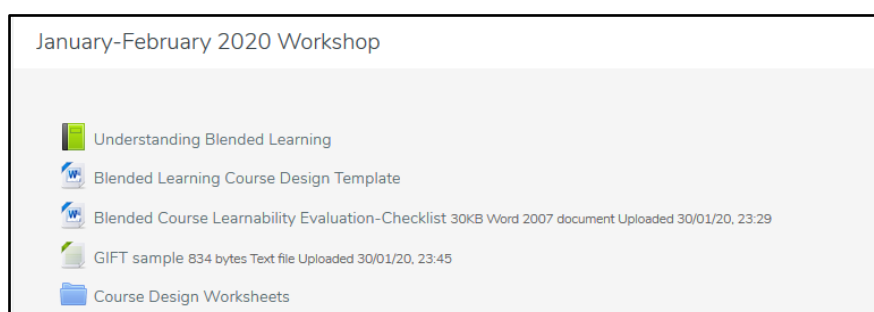 January-February 2020 Workshop
Understanding Blended Learning
Blended Learning Course Design Template
Blended Course Learnability Evaluation-Checklist 30KB Word 2007 document Uploaded 30/01/20, 23:29
GIFT sample 834 bytes Text file Uploaded 30/01/20, 23:45
Course Design Worksheets